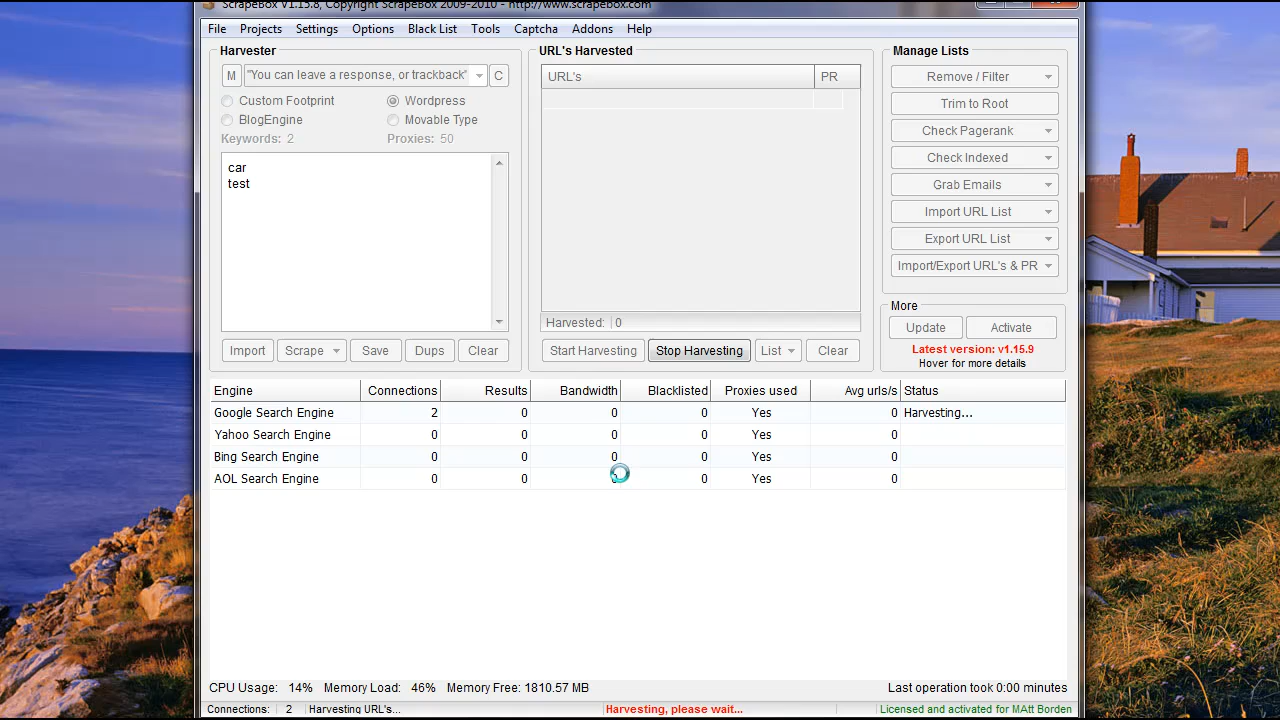 ScrapeBox V1.15.8, Copyright ScrapeBox 2009-2010 - http://www.scrapebox.com
File Projects Settings Options Black List Tools Captcha Addons Help
Harvester
M "You can leave a response, or trackback" C
Custom Footprint Wordpress
BlogEngine Movable Type
Keywords: 2 Proxies: 50
car
test
Import Scrape Save Dups Clear
URL's Harvested
URL's PR
Harvested: 0
Start Harvesting Stop Harvesting List Clear
Manage Lists
Remove / Filter
Trim to Root
Check Pagerank
Check Indexed
Grab Emails
Import URL List
Export URL List
Import/Export URL's & PR
More
Update Activate
Latest version: v1.15.9
Hover for more details
Engine Connections Results Bandwidth Blacklisted Proxies used Avg urls/s Status
Google Search Engine 2 0 0 0 Yes 0 Harvesting...
Yahoo Search Engine 0 0 0 0 Yes 0
Bing Search Engine 0 0 0 0 Yes 0
AOL Search Engine 0 0 0 Yes 0
CPU Usage: 14% Memory Load: 46% Memory Free: 1810.57 MB Last operation took 0:00 minutes
Connections: 2 Harvesting URL's... Harvesting, please wait... Licensed and activated for MAtt Borden